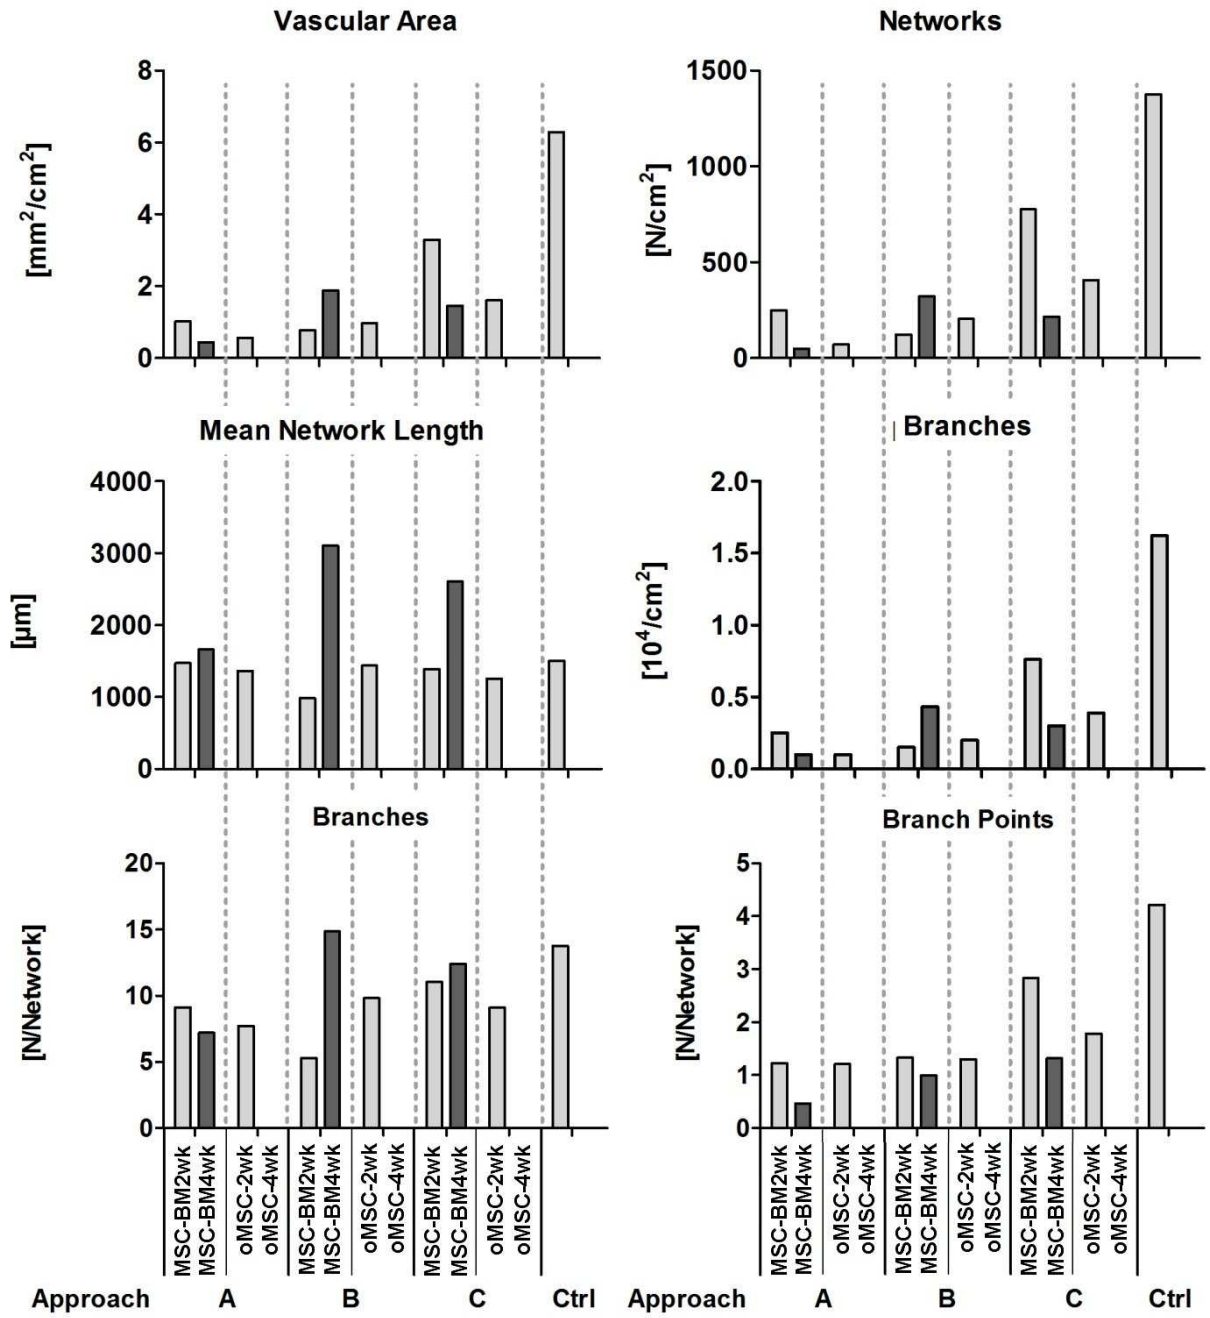 Vascular Area
Networks
[mm²/cm²]
8
6
4
2
0
[N/cm²]
1500
1000
500
0
Mean Network Length
| Branches
[µm]
4000
3000
2000
1000
0
[10⁴/cm²]
2.0
1.5
1.0
0.5
0.0
Branches
Branch Points
[N/Network]
20
15
10
5
0
[N/Network]
5
4
3
2
1
0
MSC-BM2wk
MSC-BM4wk
oMSC-2wk
oMSC-4wk
MSC-BM2wk
MSC-BM4wk
oMSC-2wk
oMSC-4wk
MSC-BM2wk
MSC-BM4wk
oMSC-2wk
oMSC-4wk
MSC-BM2wk
MSC-BM4wk
oMSC-2wk
oMSC-4wk
MSC-BM2wk
MSC-BM4wk
oMSC-2wk
oMSC-4wk
MSC-BM2wk
MSC-BM4wk
oMSC-2wk
oMSC-4wk
Approach A B C Ctrl
Approach A B C Ctrl